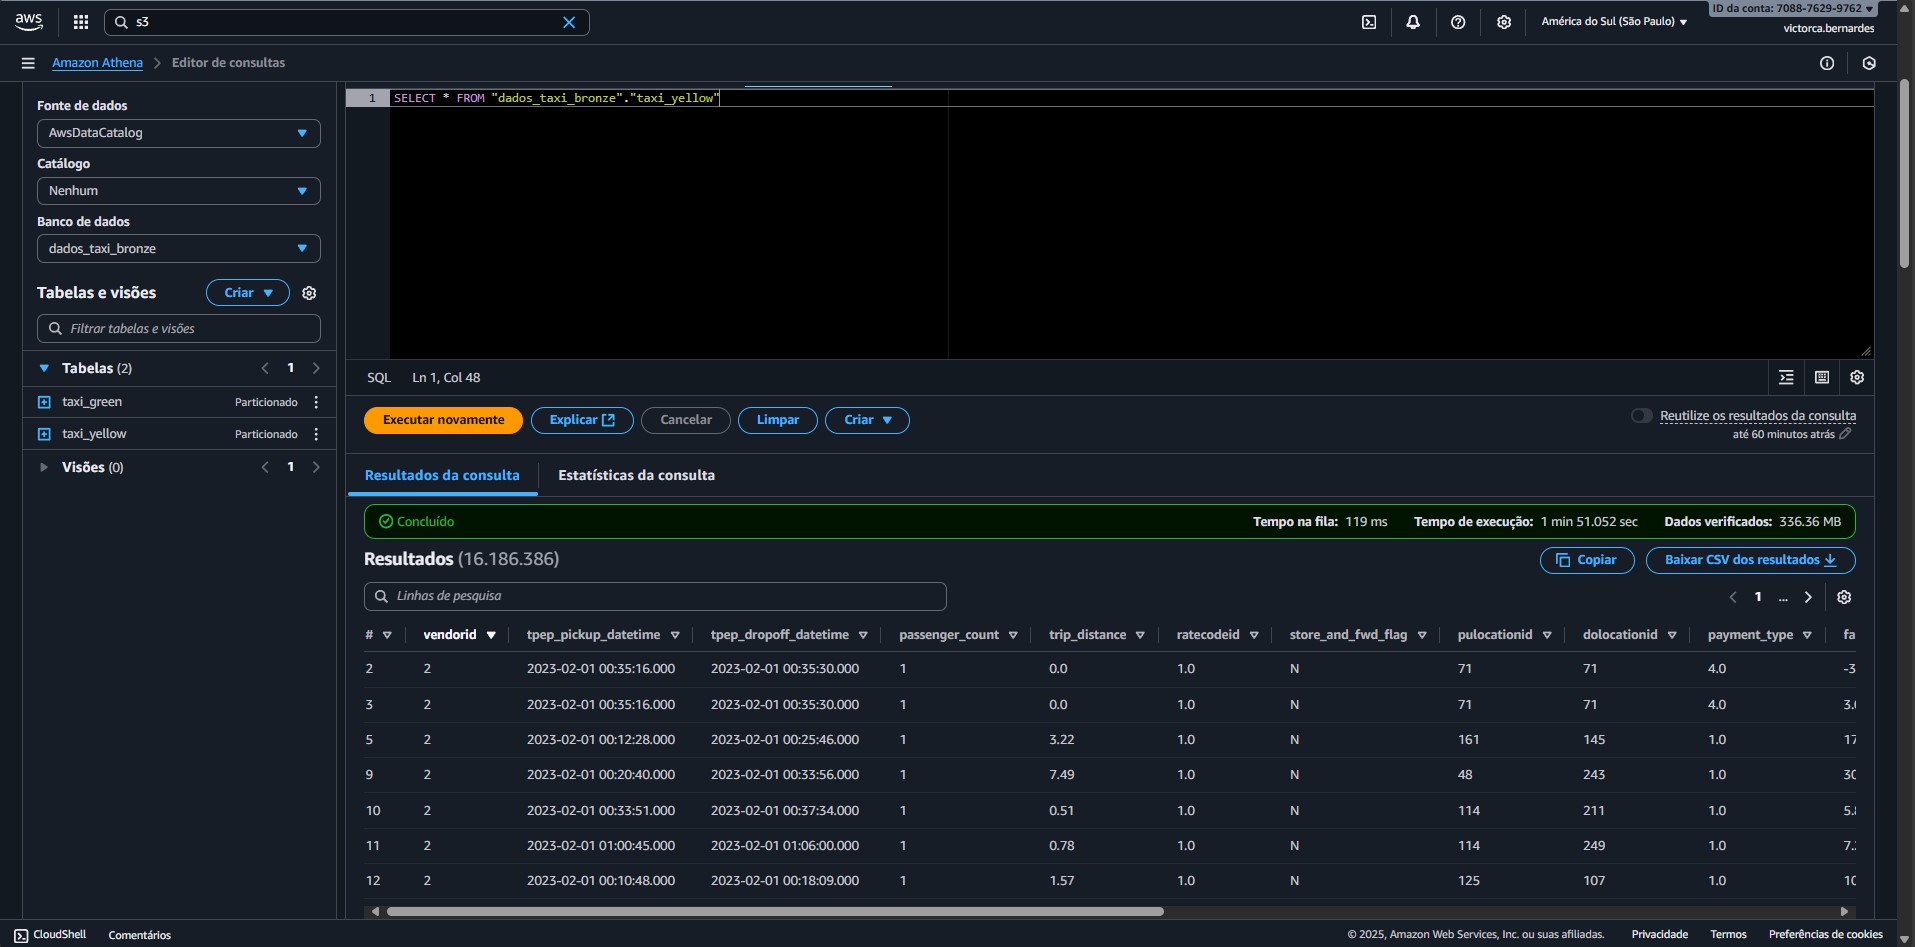 aws
s3
América do Sul (São Paulo)
ID da conta: 7088-7629-9762
victorca.bernardes
Amazon Athena
Editor de consultas
Fonte de dados
AwsDataCatalog
Catálogo
Nenhum
Banco de dados
dados_taxi_bronze
Tabelas e visões
Criar
Filtrar tabelas e visões
Tabelas (2)
1
taxi_green Particionado
taxi_yellow Particionado
Visões (0)
1
1 SELECT * FROM "dados_taxi_bronze"."taxi_yellow"
SQL Ln 1, Col 48
Executar novamente
Explicar
Cancelar
Limpar
Criar
Reutilize os resultados da consulta
até 60 minutos atrás
Resultados da consulta
Estatísticas da consulta
Concluído
Tempo na fila: 119 ms
Tempo de execução: 1 min 51.052 sec
Dados verificados: 336.36 MB
Resultados (16.186.386)
Copiar
Baixar CSV dos resultados
Linhas de pesquisa
1 ...
# vendorid tpep_pickup_datetime tpep_dropoff_datetime passenger_count trip_distance ratecodeid store_and_fwd_flag pulocationid dolocationid payment_type fa
2 2 2023-02-01 00:35:16.000 2023-02-01 00:35:30.000 1 0.0 1.0 N 71 71 4.0 -3
3 2 2023-02-01 00:35:16.000 2023-02-01 00:35:30.000 1 0.0 1.0 N 71 71 4.0 3.
5 2 2023-02-01 00:12:28.000 2023-02-01 00:25:46.000 1 3.22 1.0 N 161 145 1.0 17
9 2 2023-02-01 00:20:40.000 2023-02-01 00:33:56.000 1 7.49 1.0 N 48 243 1.0 30
10 2 2023-02-01 00:33:51.000 2023-02-01 00:37:34.000 1 0.51 1.0 N 114 211 1.0 5.
11 2 2023-02-01 01:00:45.000 2023-02-01 01:06:00.000 1 0.78 1.0 N 114 249 1.0 7.
12 2 2023-02-01 00:10:48.000 2023-02-01 00:18:09.000 1 1.57 1.0 N 125 107 1.0 10
CloudShell
Comentários
© 2025, Amazon Web Services, Inc. ou suas afiliadas.
Privacidade
Termos
Preferências de cookies